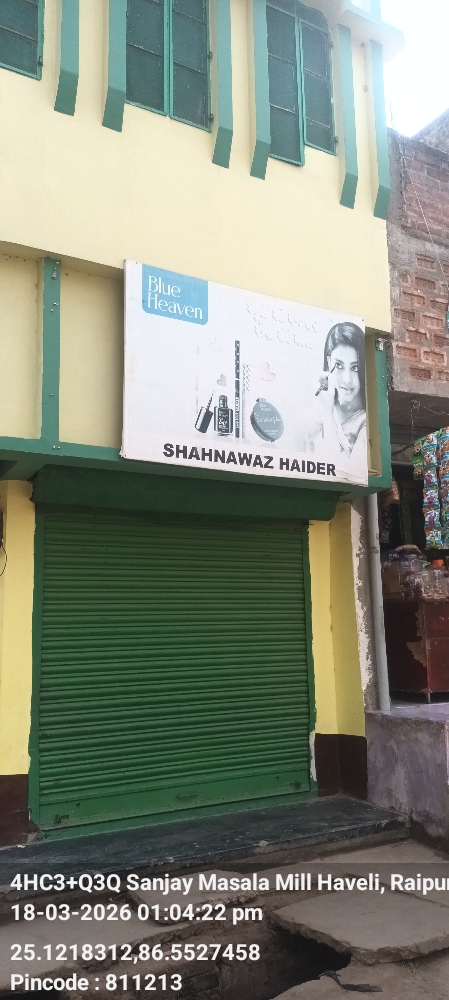 Blue
Heaven
SHAHNAWAZ HAIDER
4HC3+Q3Q Sanjay Masala Mill Haveli, Raipur
18-03-2026 01:04:22 pm
25.1218312,86.5527458
Pincode : 811213